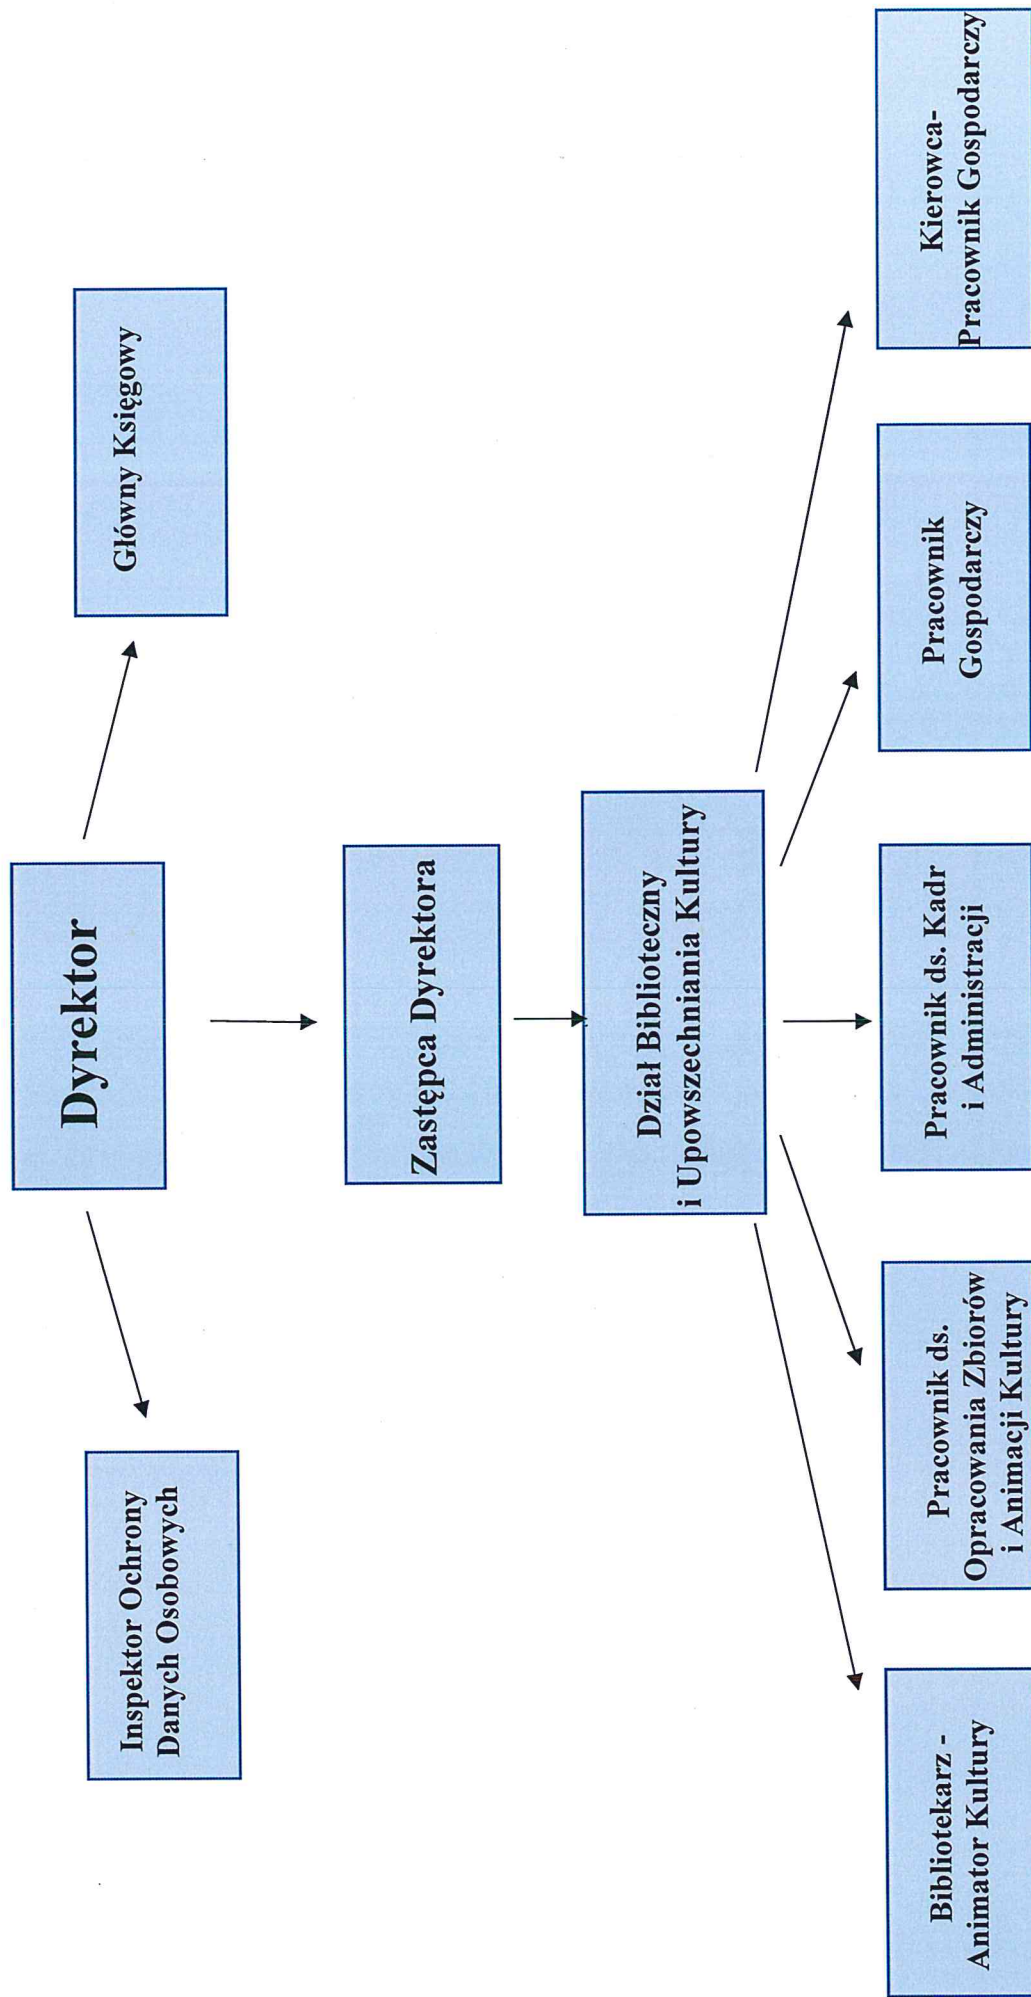 Dyrektor
Inspektor Ochrony
Danych Osobowych
Główny Księgowy
Zastępca Dyrektora
Dział Biblioteczny
i Upowszechniania Kultury
Bibliotekarz -
Animator Kultury
Pracownik ds.
Opracowania Zbiorów
i Animacji Kultury
Pracownik ds. Kadr
i Administracji
Pracownik
Gospodarczy
Kierowca-
Pracownik Gospodarczy